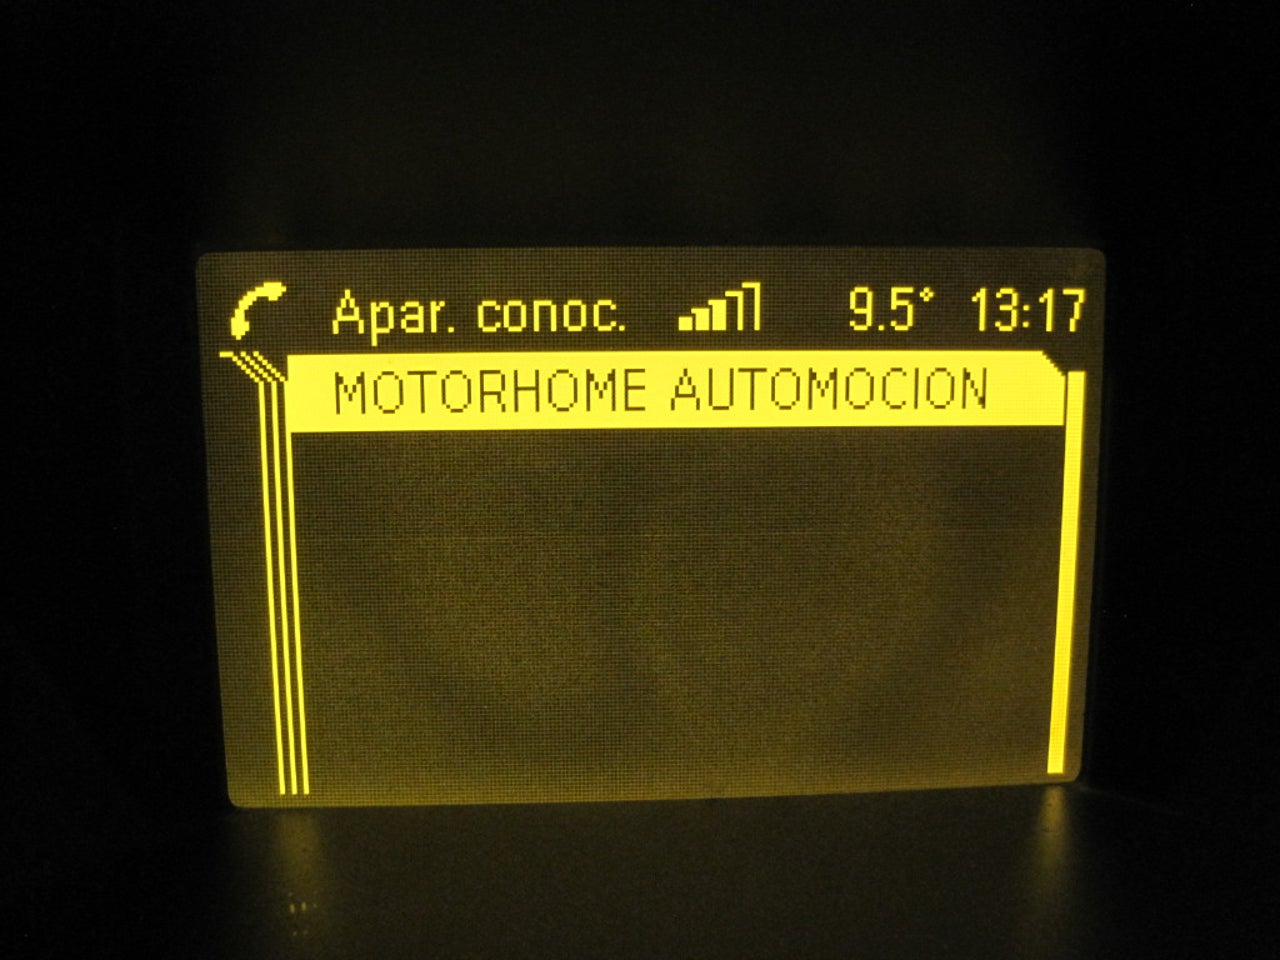 Apar. conoc. 9.5° 13:17
MOTORHOME AUTOMOCION